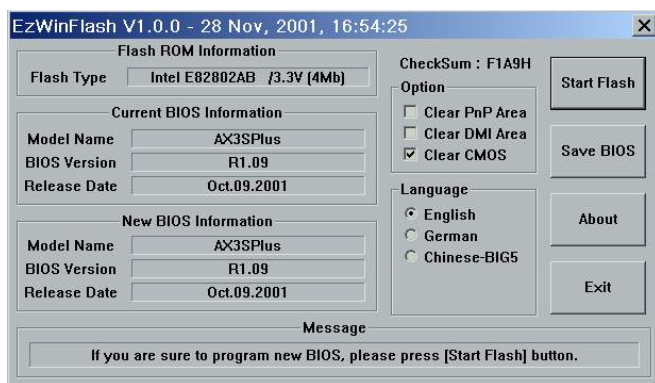 EzWinFlash V1.0.0 - 28 Nov, 2001, 16:54:25
Flash ROM Information
Flash Type Intel E82802AB /3.3V (4Mb)
Current BIOS Information
Model Name AX3SPlus
BIOS Version R1.09
Release Date Oct.09.2001
New BIOS Information
Model Name AX3SPlus
BIOS Version R1.09
Release Date Oct.09.2001
CheckSum : F1A9H
Option
Clear PnP Area
Clear DMI Area
Clear CMOS
Language
English
German
Chinese-BIG5
Start Flash
Save BIOS
About
Exit
Message
If you are sure to program new BIOS, please press [Start Flash] button.